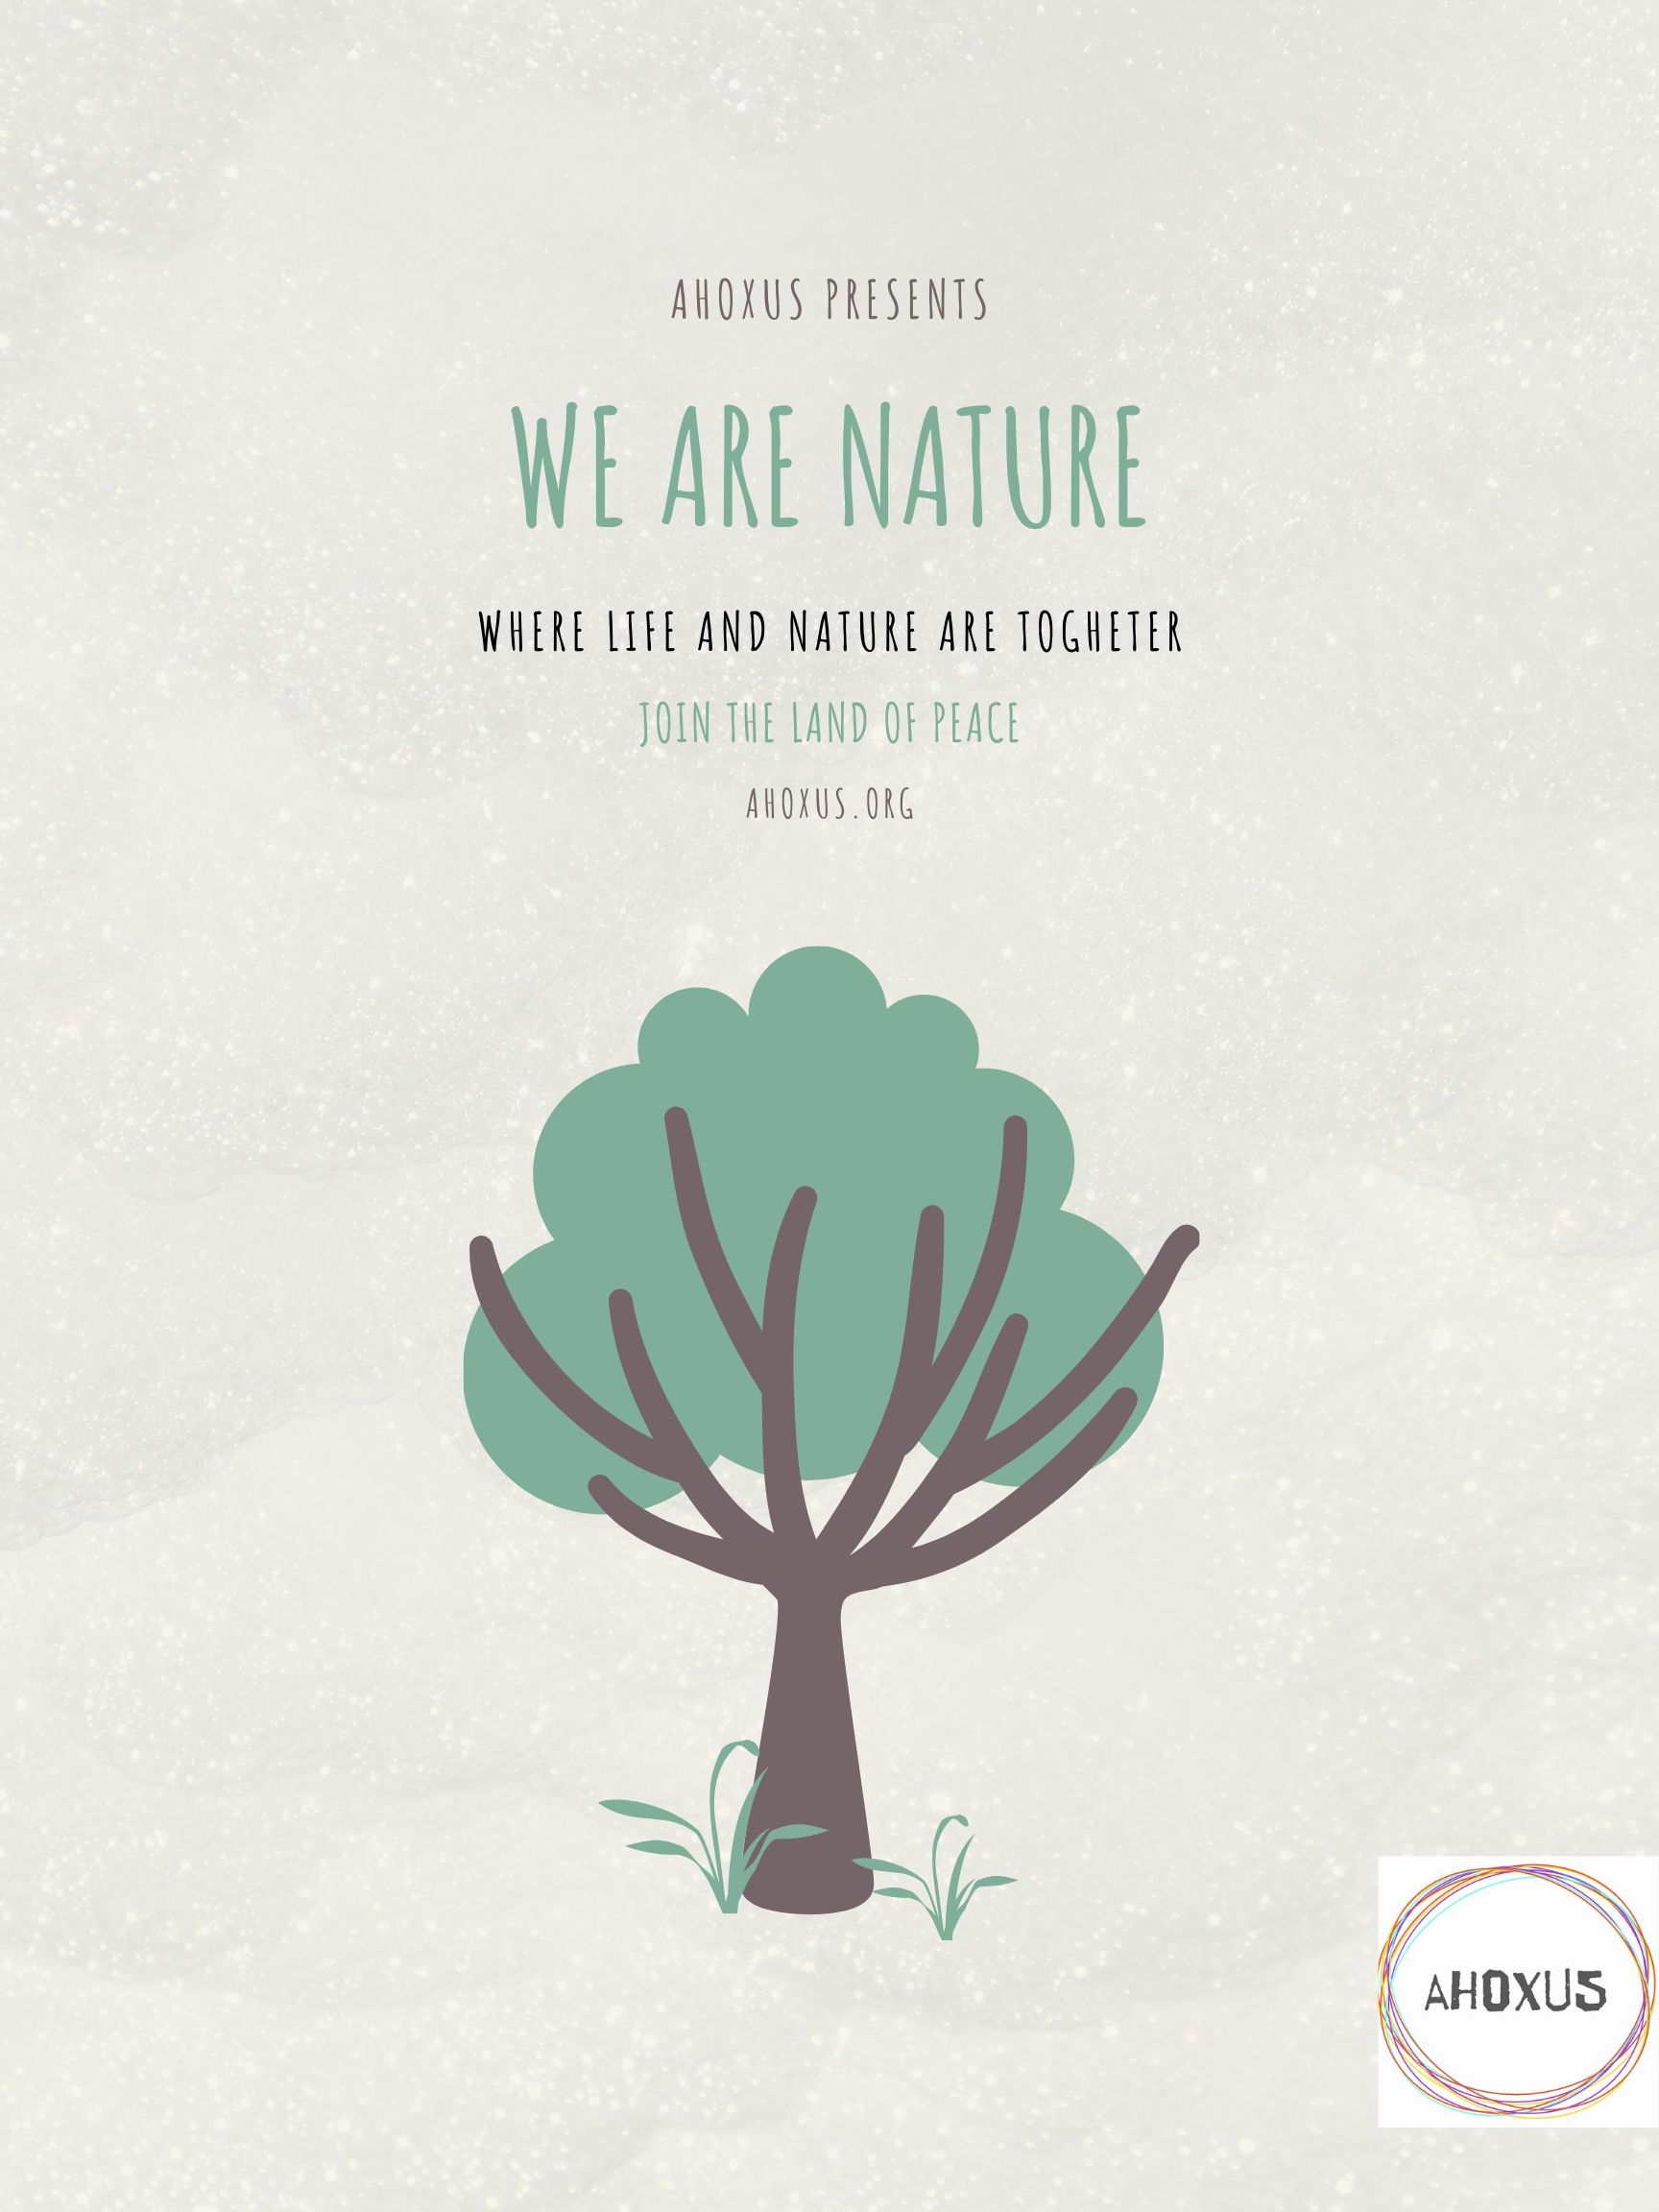 AHOXUS PRESENTS
WE ARE NATURE
WHERE LIFE AND NATURE ARE TOGHETER
JOIN THE LAND OF PEACE
AHOXUS.ORG
AHOXUS